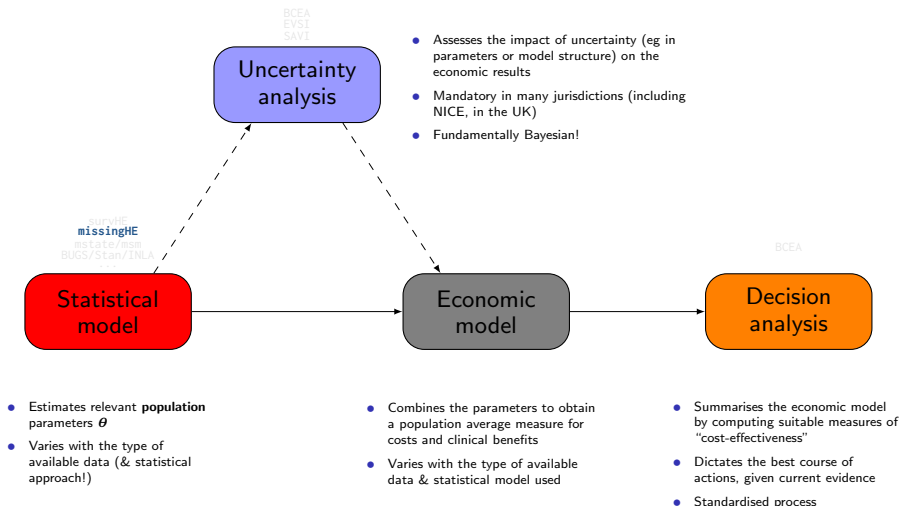 BCEA
EVSI
SAVI
Uncertainty
analysis
• Assesses the impact of uncertainty (eg in
parameters or model structure) on the
economic results
• Mandatory in many jurisdictions (including
NICE, in the UK)
• Fundamentally Bayesian!
survHE
missingHE
mstate/msm
BUGS/Stan/INLA
...
Statistical
model
Economic
model
BCEA
Decision
analysis
• Estimates relevant population
parameters θ
• Varies with the type of
available data (& statistical
approach!)
• Combines the parameters to obtain
a population average measure for
costs and clinical benefits
• Varies with the type of available
data & statistical model used
• Summarises the economic model
by computing suitable measures of
“cost-effectiveness”
• Dictates the best course of
actions, given current evidence
• Standardised process